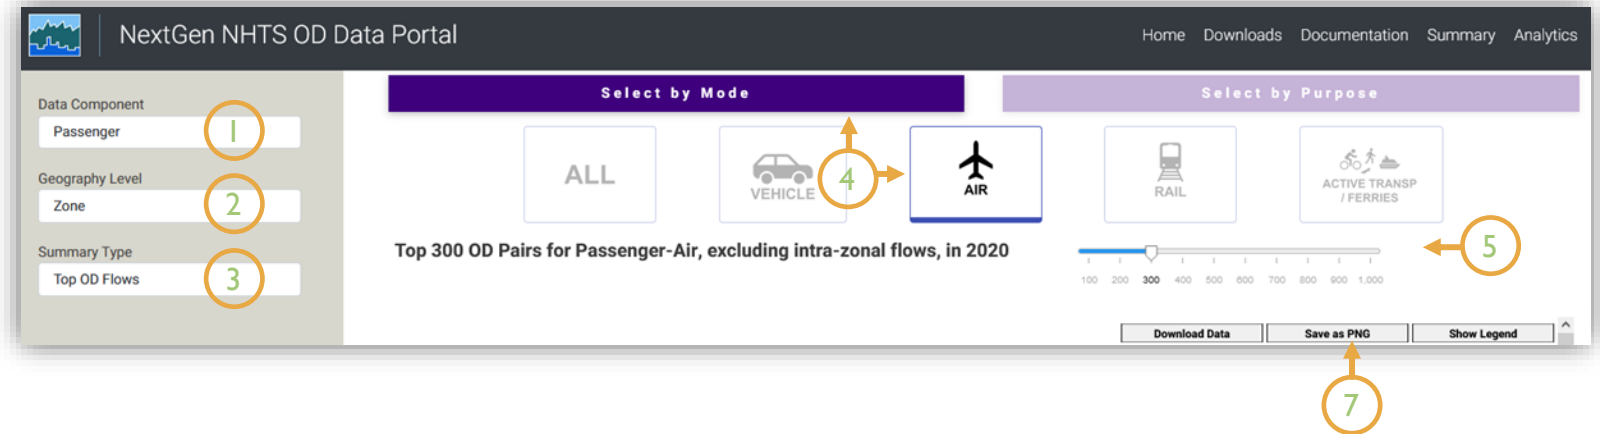 NextGen NHTS OD Data Portal
Home Downloads Documentation Summary Analytics
Data Component
Passenger
1
Geography Level
Zone
2
Summary Type
Top OD Flows
3
Select by Mode
Select by Purpose
4
ALL
VEHICLE
AIR
RAIL
ACTIVE TRANSP
/ FERRIES
Top 300 OD Pairs for Passenger-Air, excluding intra-zonal flows, in 2020
100 200 300 400 500 600 700 800 900 1,000
5
Download Data
Save as PNG
Show Legend
7